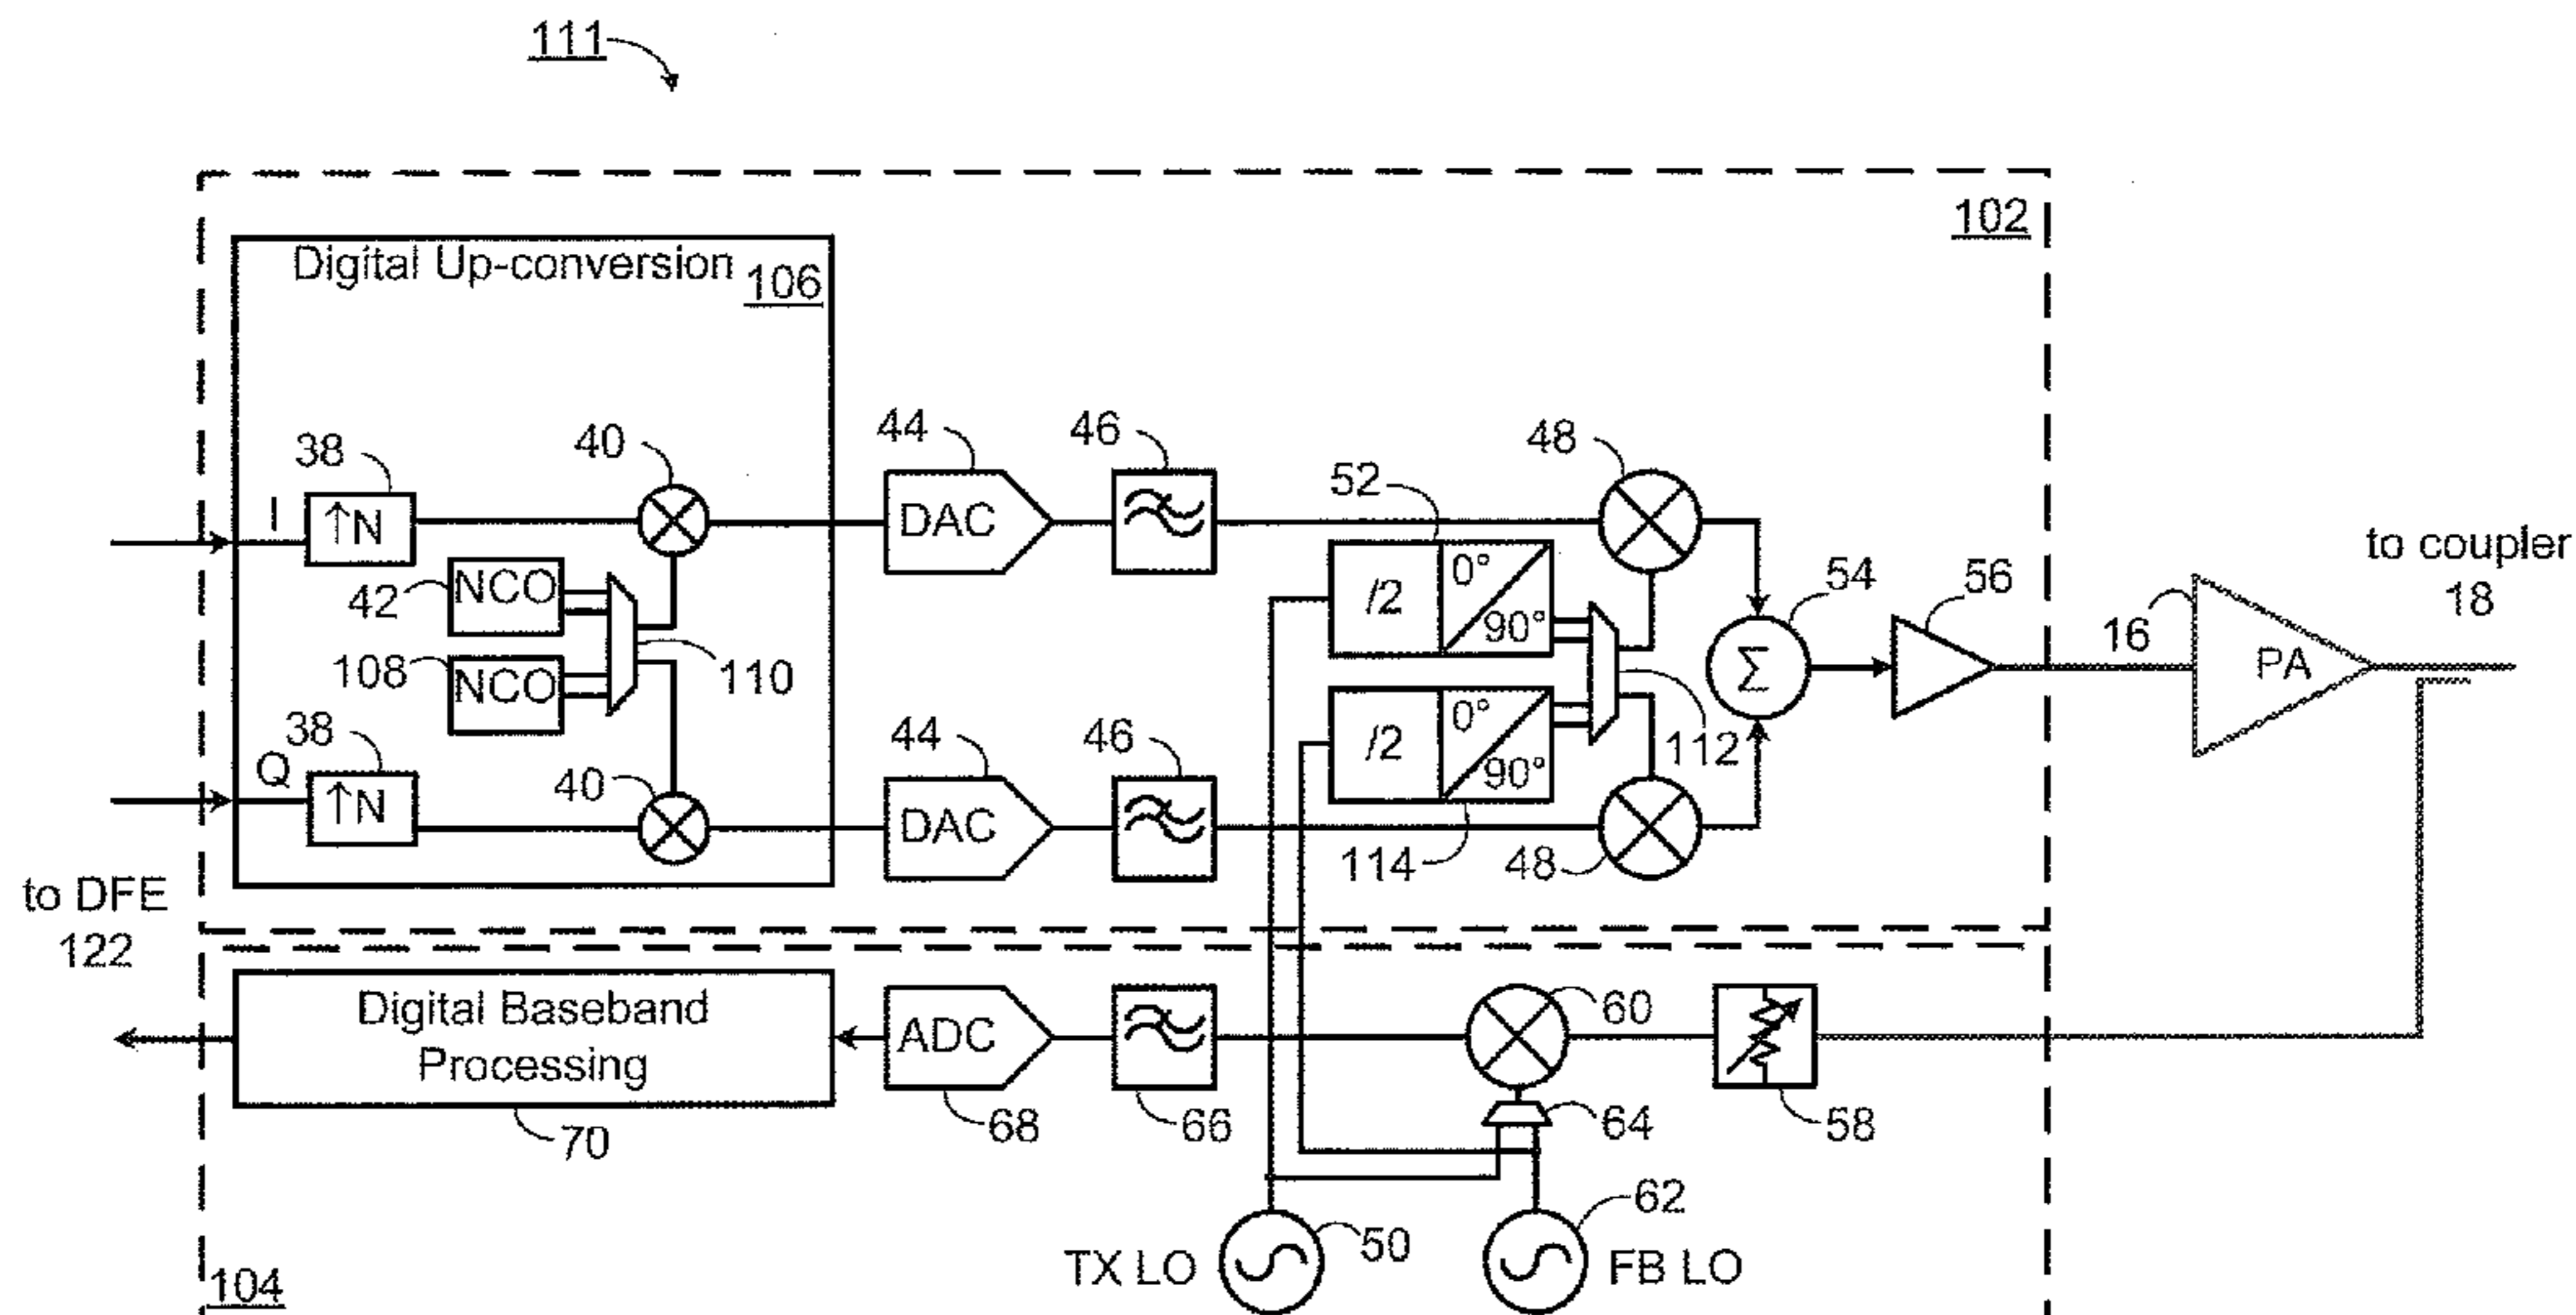 111
102
Digital Up-conversion
106
38
40
44
46
48
I
↑N
DAC
52
/2
0°
90°
to coupler
18
42
NCO
54
56
16
PA
Σ
108
NCO
110
/2
0°
90°
112
Q
38
↑N
40
44
DAC
46
114
48
to DFE
122
Digital Baseband
Processing
ADC
60
70
68
66
64
58
TX LO
50
62
FB LO
104